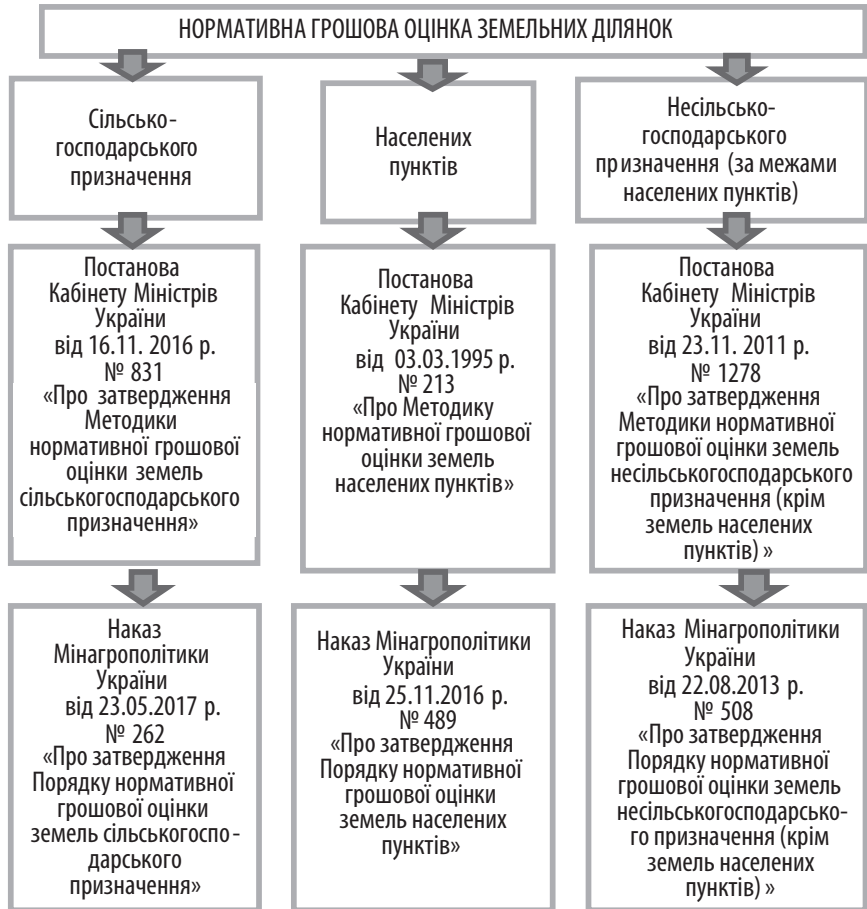 НОРМАТИВНА ГРОШОВА ОЦІНКА ЗЕМЕЛЬНИХ ДІЛЯНОК
Сільсько-
господарського
призначення
Населених
пунктів
Несільсько-
господарського
призначення (за межами
населених пунктів)
Постанова
Кабінету Міністрів
України
від 16.11. 2016 р.
№ 831
«Про затвердження
Методики
нормативної грошової
оцінки земель
сільськогосподарського
призначення»
Постанова
Кабінету Міністрів
України
від 03.03.1995 р.
№ 213
«Про Методику
нормативної грошової
оцінки земель
населених пунктів»
Постанова
Кабінету Міністрів
України
від 23.11. 2011 р.
№ 1278
«Про затвердження
Методики нормативної
грошової оцінки земель
несільськогосподарського
призначення (крім
земель населених
пунктів) »
Наказ
Мінагрополітики
України
від 23.05.2017 р.
№ 262
«Про затвердження
Порядку нормативної
грошової оцінки
земель сільськогоспо-
дарського
призначення»
Наказ Мінагрополітики
України
від 25.11.2016 р.
№ 489
«Про затвердження
Порядку нормативної
грошової оцінки
земель населених
пунктів»
Наказ Мінагрополітики
України
від 22.08.2013 р.
№ 508
«Про затвердження
Порядку нормативної
грошової оцінки земель
несільськогосподарсько-
го призначення (крім
земель населених
пунктів) »